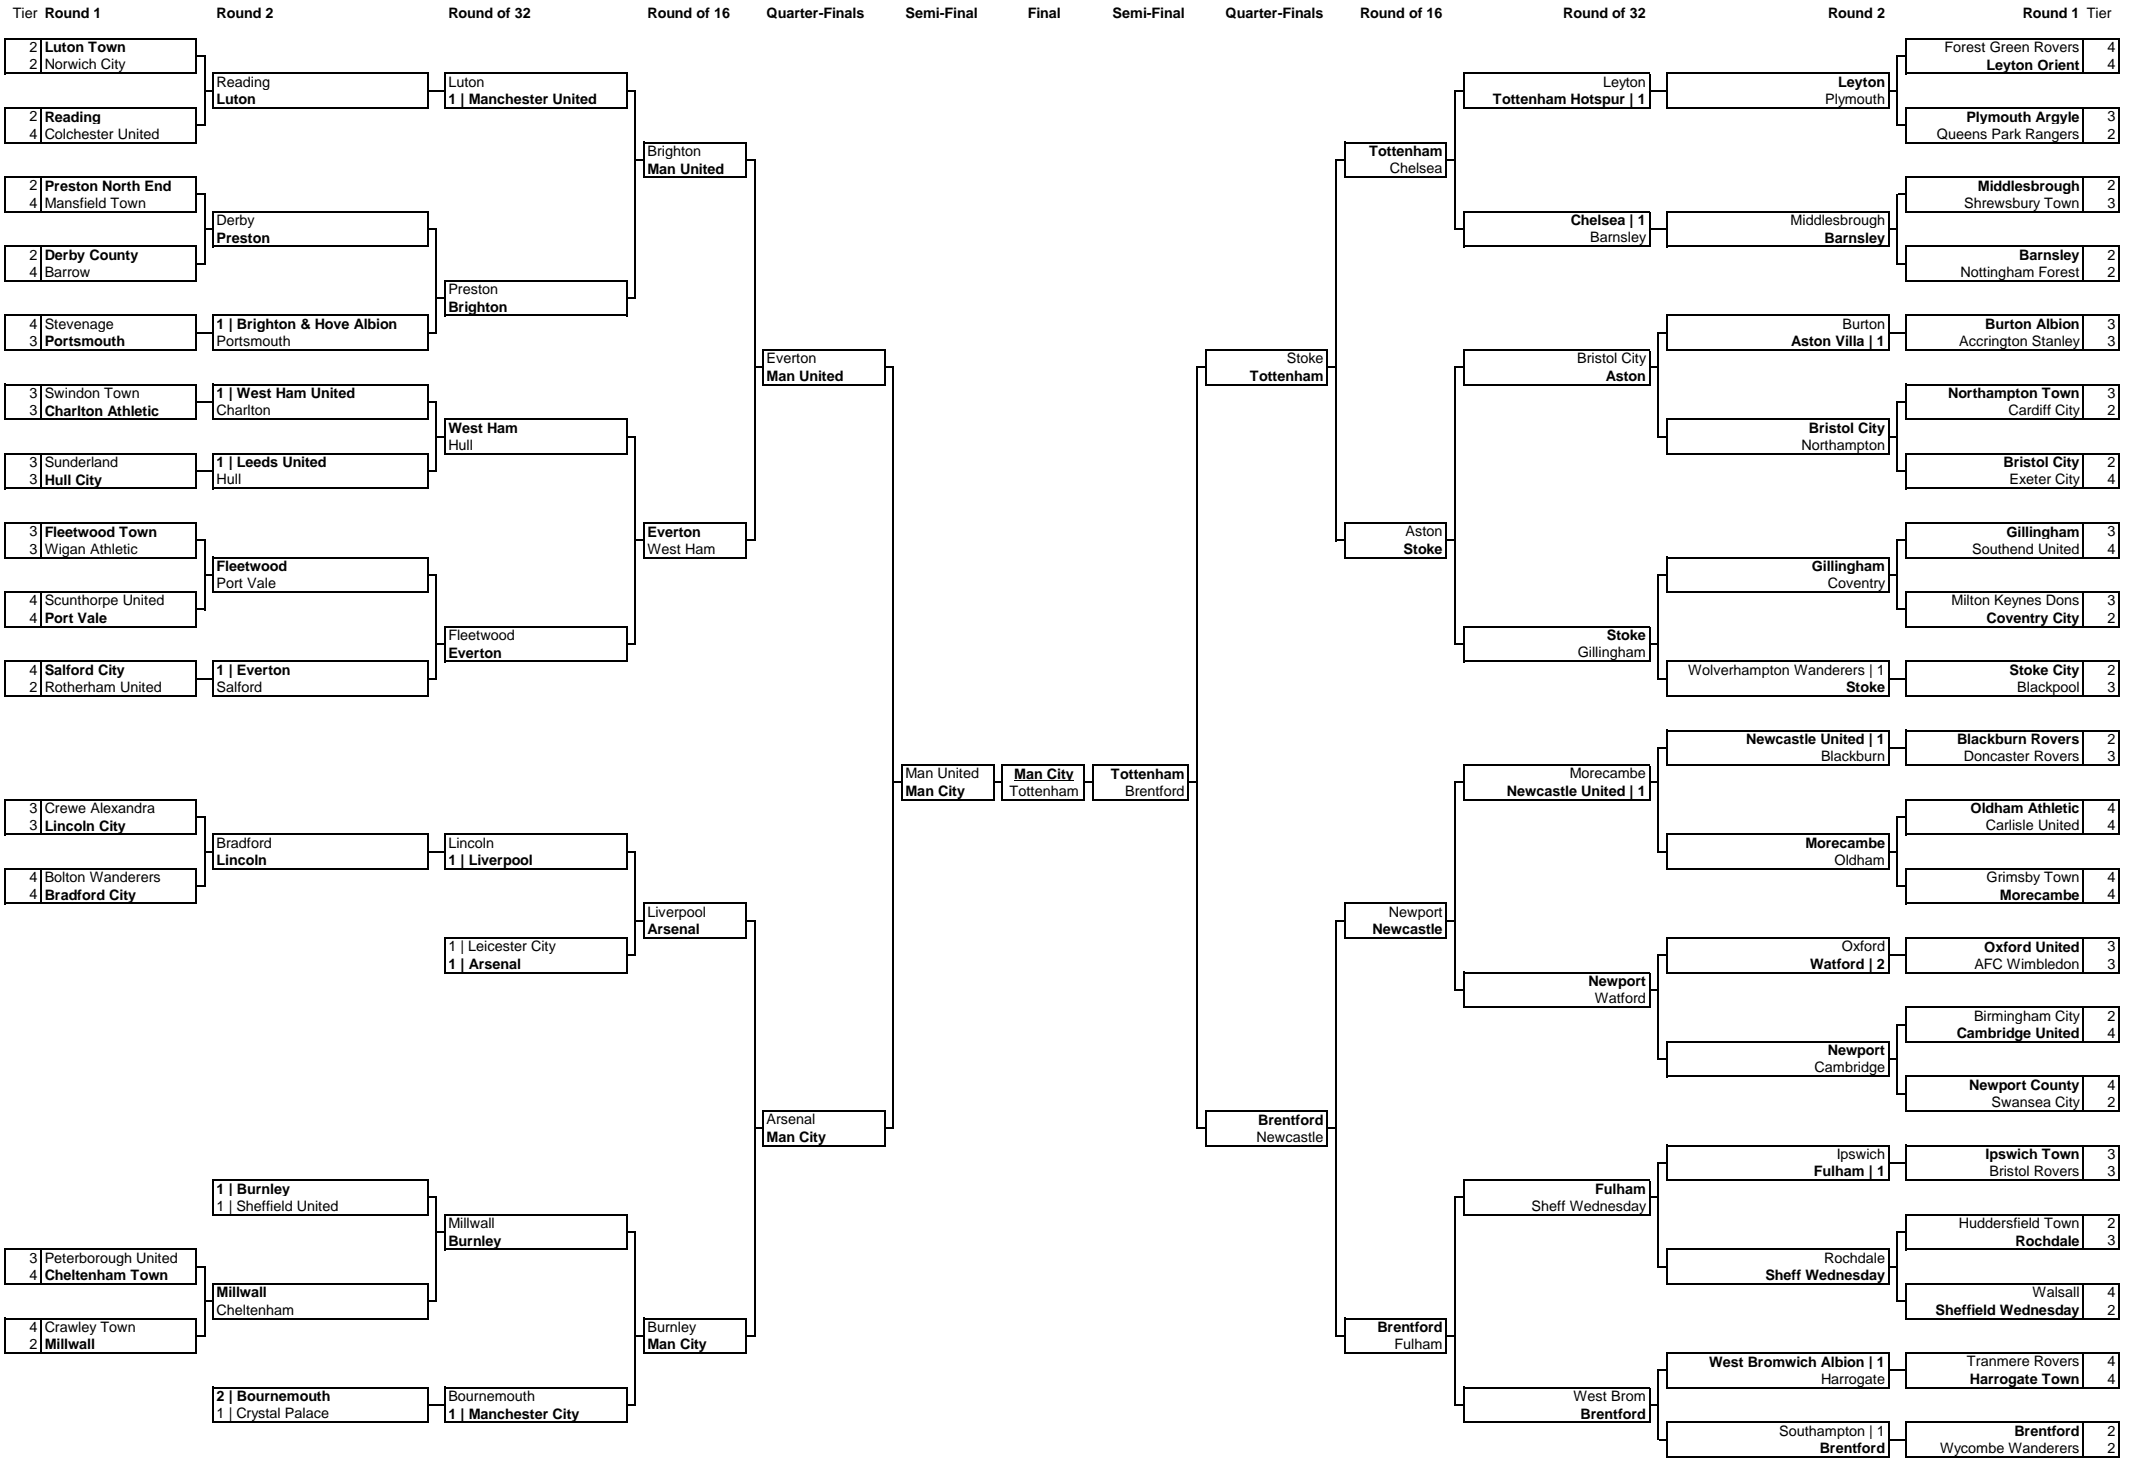 Tier Round 1 Round 2 Round of 32 Round of 16 Quarter-Finals Semi-Final Final Semi-Final Quarter-Finals Round of 16 Round of 32 Round 2 Round 1 Tier
2 Luton Town
2 Norwich City
2 Reading
4 Colchester United
2 Preston North End
4 Mansfield Town
2 Derby County
4 Barrow
4 Stevenage
3 Portsmouth
3 Swindon Town
3 Charlton Athletic
3 Sunderland
3 Hull City
3 Fleetwood Town
3 Wigan Athletic
4 Scunthorpe United
4 Port Vale
4 Salford City
2 Rotherham United
3 Crewe Alexandra
3 Lincoln City
4 Bolton Wanderers
4 Bradford City
3 Peterborough United
4 Cheltenham Town
4 Crawley Town
2 Millwall
Reading
Luton
Derby
Preston
1 | Brighton & Hove Albion
Portsmouth
1 | West Ham United
Charlton
1 | Leeds United
Hull
Fleetwood
Port Vale
1 | Everton
Salford
Bradford
Lincoln
1 | Burnley
1 | Sheffield United
Millwall
Cheltenham
2 | Bournemouth
1 | Crystal Palace
Luton
1 | Manchester United
Preston
Brighton
West Ham
Hull
Fleetwood
Everton
Lincoln
1 | Liverpool
1 | Leicester City
1 | Arsenal
Millwall
Burnley
Bournemouth
1 | Manchester City
Brighton
Man United
Everton
West Ham
Liverpool
Arsenal
Burnley
Man City
Everton
Man United
Arsenal
Man City
Man United
Man City
Man City
Tottenham
Tottenham
Brentford
Stoke
Tottenham
Brentford
Newcastle
Tottenham
Chelsea
Aston
Stoke
Newport
Newcastle
Brentford
Fulham
Leyton
Tottenham Hotspur | 1
Chelsea | 1
Barnsley
Bristol City
Aston
Stoke
Gillingham
Morecambe
Newcastle United | 1
Newport
Watford
Fulham
Sheff Wednesday
West Brom
Brentford
Leyton
Plymouth
Middlesbrough
Barnsley
Burton
Aston Villa | 1
Bristol City
Northampton
Gillingham
Coventry
Wolverhampton Wanderers | 1
Stoke
Newcastle United | 1
Blackburn
Morecambe
Oldham
Oxford
Watford | 2
Newport
Cambridge
Ipswich
Fulham | 1
Rochdale
Sheff Wednesday
West Bromwich Albion | 1
Harrogate
Southampton | 1
Brentford
Forest Green Rovers 4
Leyton Orient 4
Plymouth Argyle 3
Queens Park Rangers 2
Middlesbrough 2
Shrewsbury Town 3
Barnsley 2
Nottingham Forest 2
Burton Albion 3
Accrington Stanley 3
Northampton Town 3
Cardiff City 2
Bristol City 2
Exeter City 4
Gillingham 3
Southend United 4
Milton Keynes Dons 3
Coventry City 2
Stoke City 2
Blackpool 3
Blackburn Rovers 2
Doncaster Rovers 3
Oldham Athletic 4
Carlisle United 4
Grimsby Town 4
Morecambe 4
Oxford United 3
AFC Wimbledon 3
Birmingham City 2
Cambridge United 4
Newport County 4
Swansea City 2
Ipswich Town 3
Bristol Rovers 3
Huddersfield Town 2
Rochdale 3
Walsall 4
Sheffield Wednesday 2
Tranmere Rovers 4
Harrogate Town 4
Brentford 2
Wycombe Wanderers 2